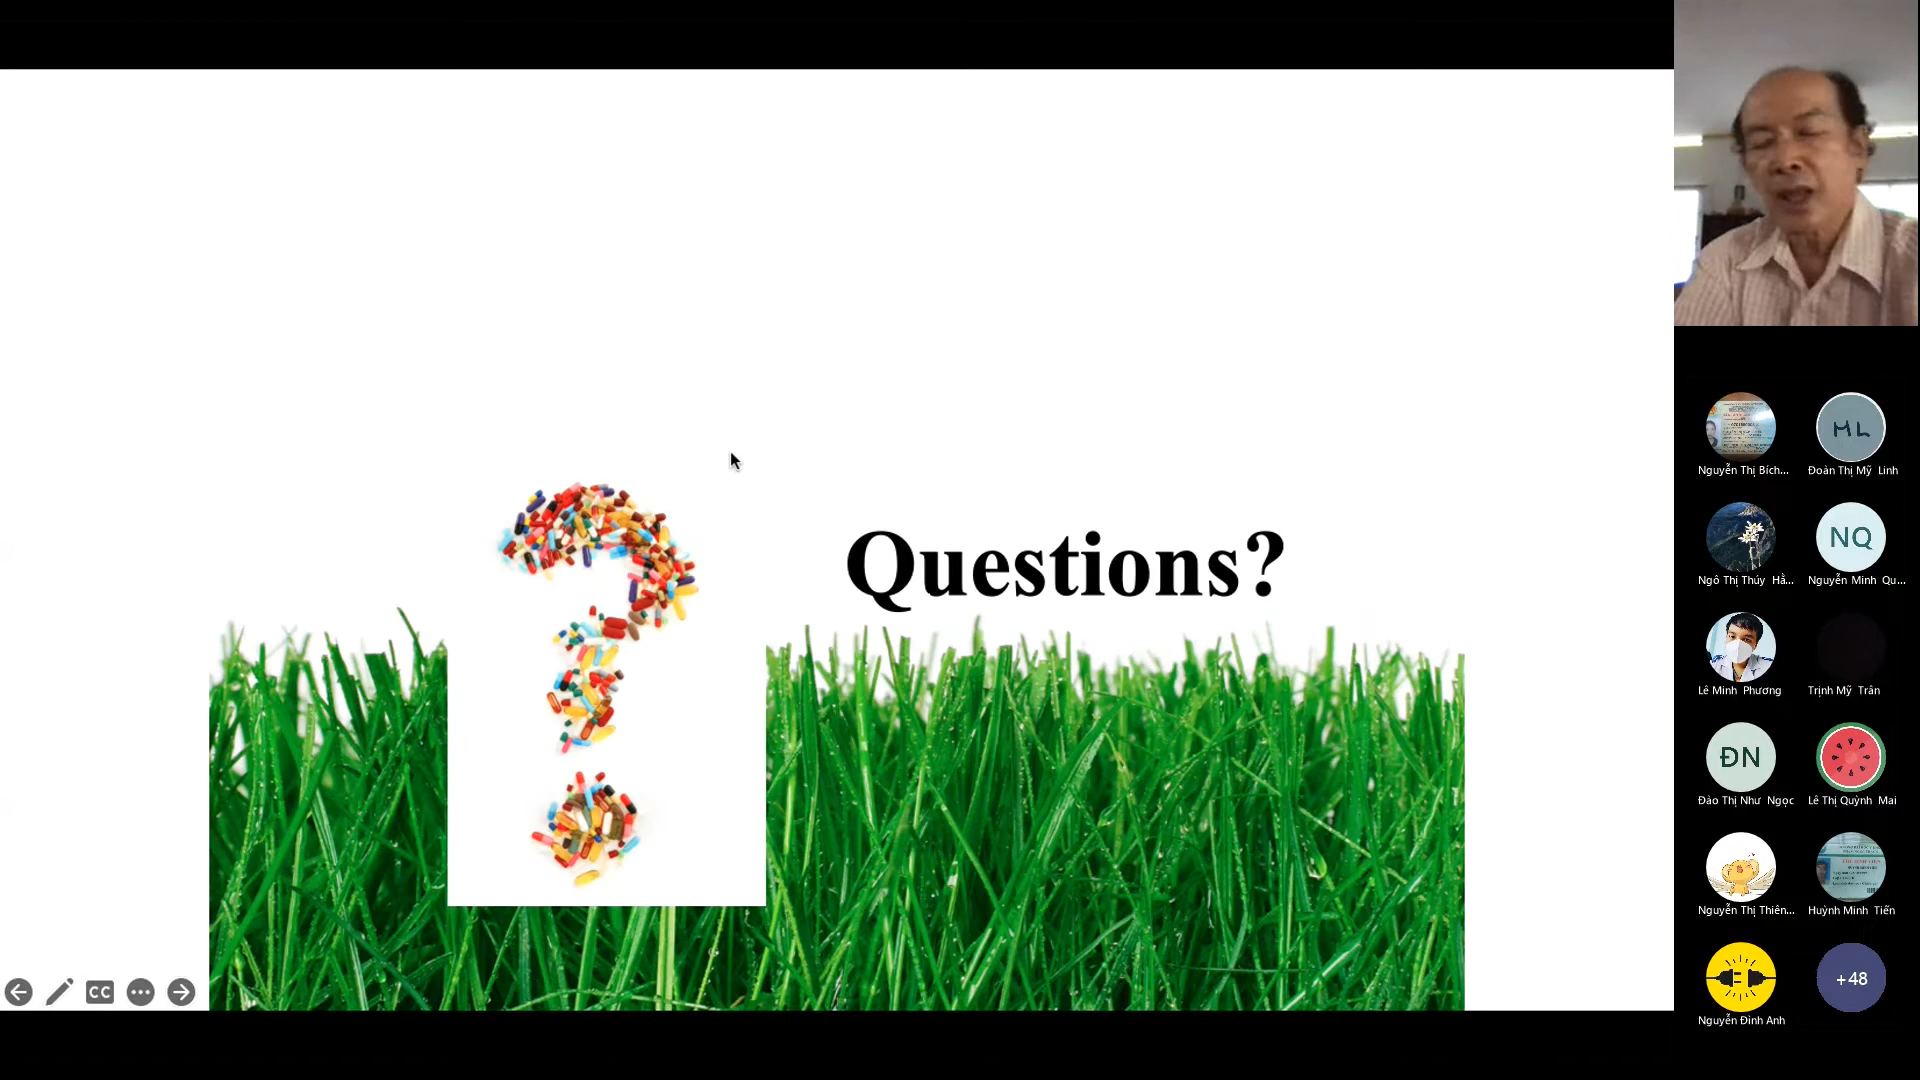 Questions?
CC
ML
Nguyễn Thị Bích...
Đoàn Thị Mỹ Linh
NQ
Ngô Thị Thúy Hằ...
Nguyễn Minh Qu...
Lê Minh Phương
Trịnh Mỹ Trân
ĐN
Đào Thị Như Ngọc
Lê Thị Quỳnh Mai
Nguyễn Thị Thiên...
Huỳnh Minh Tiến
+48
Nguyễn Đình Anh